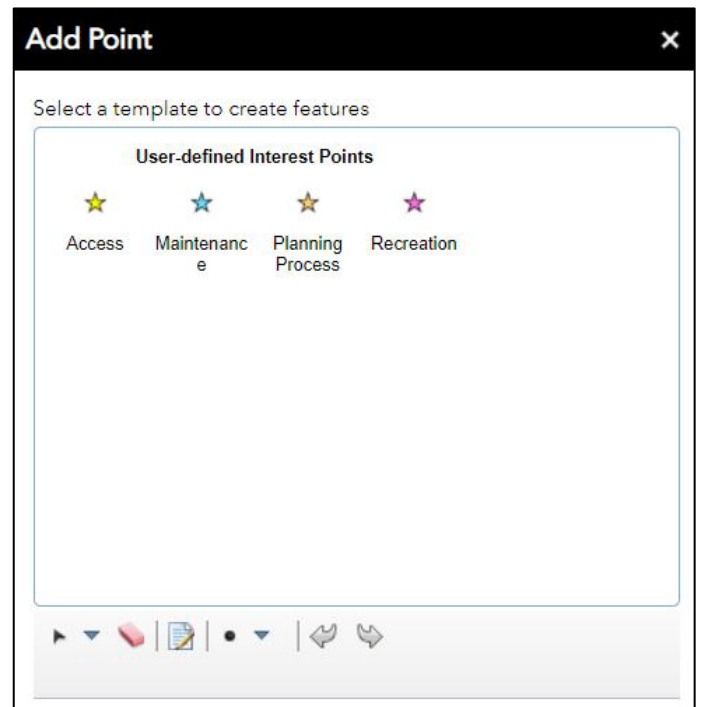 Add Point
Select a template to create features
User-defined Interest Points
Access Maintenanc Planning Recreation
e Process